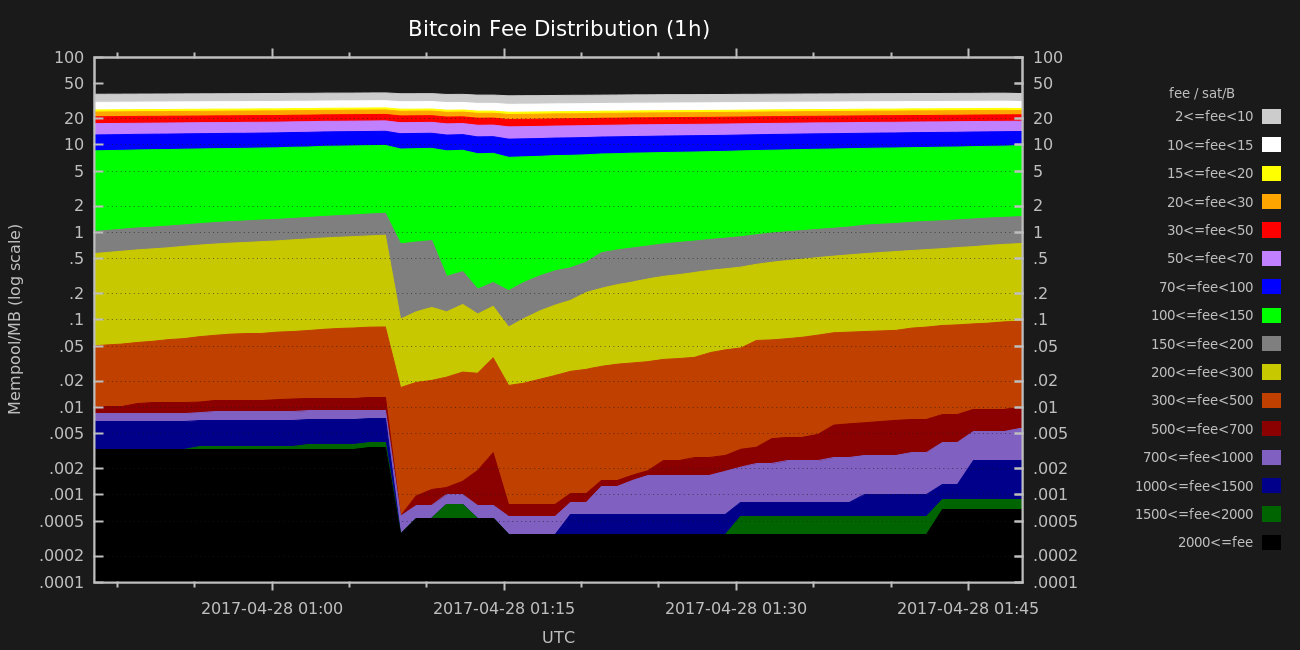 Bitcoin Fee Distribution (1h)
100 100
50 50
20 20
10 10
5 5
2 2
1 1
.5 .5
.2 .2
.1 .1
.05 .05
.02 .02
.01 .01
.005 .005
.002 .002
.001 .001
.0005 .0005
.0002 .0002
.0001 .0001
Mempool/MB (log scale)
2017-04-28 01:00 2017-04-28 01:15 2017-04-28 01:30 2017-04-28 01:45
UTC
fee / sat/B
2<=fee<10
10<=fee<15
15<=fee<20
20<=fee<30
30<=fee<50
50<=fee<70
70<=fee<100
100<=fee<150
150<=fee<200
200<=fee<300
300<=fee<500
500<=fee<700
700<=fee<1000
1000<=fee<1500
1500<=fee<2000
2000<=fee